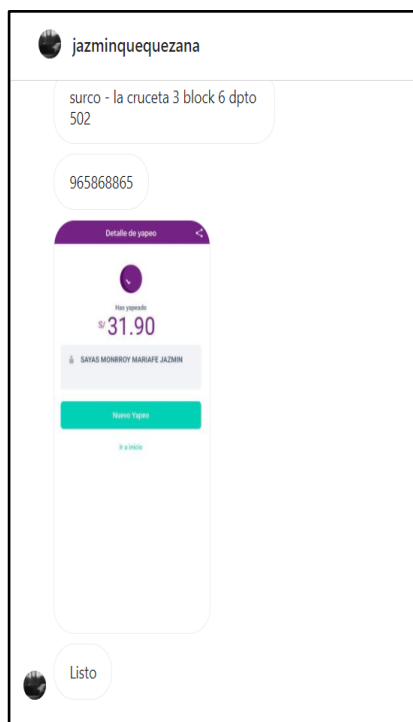 jazminquequezana
surco - la cruceta 3 block 6 dpto
502
965868865
Detalle de yapeo
Has yapeado
S/ 31.90
SAYAS MONRROY MARIAFE JAZMIN
Nuevo Yapeo
Ir a inicio
Listo